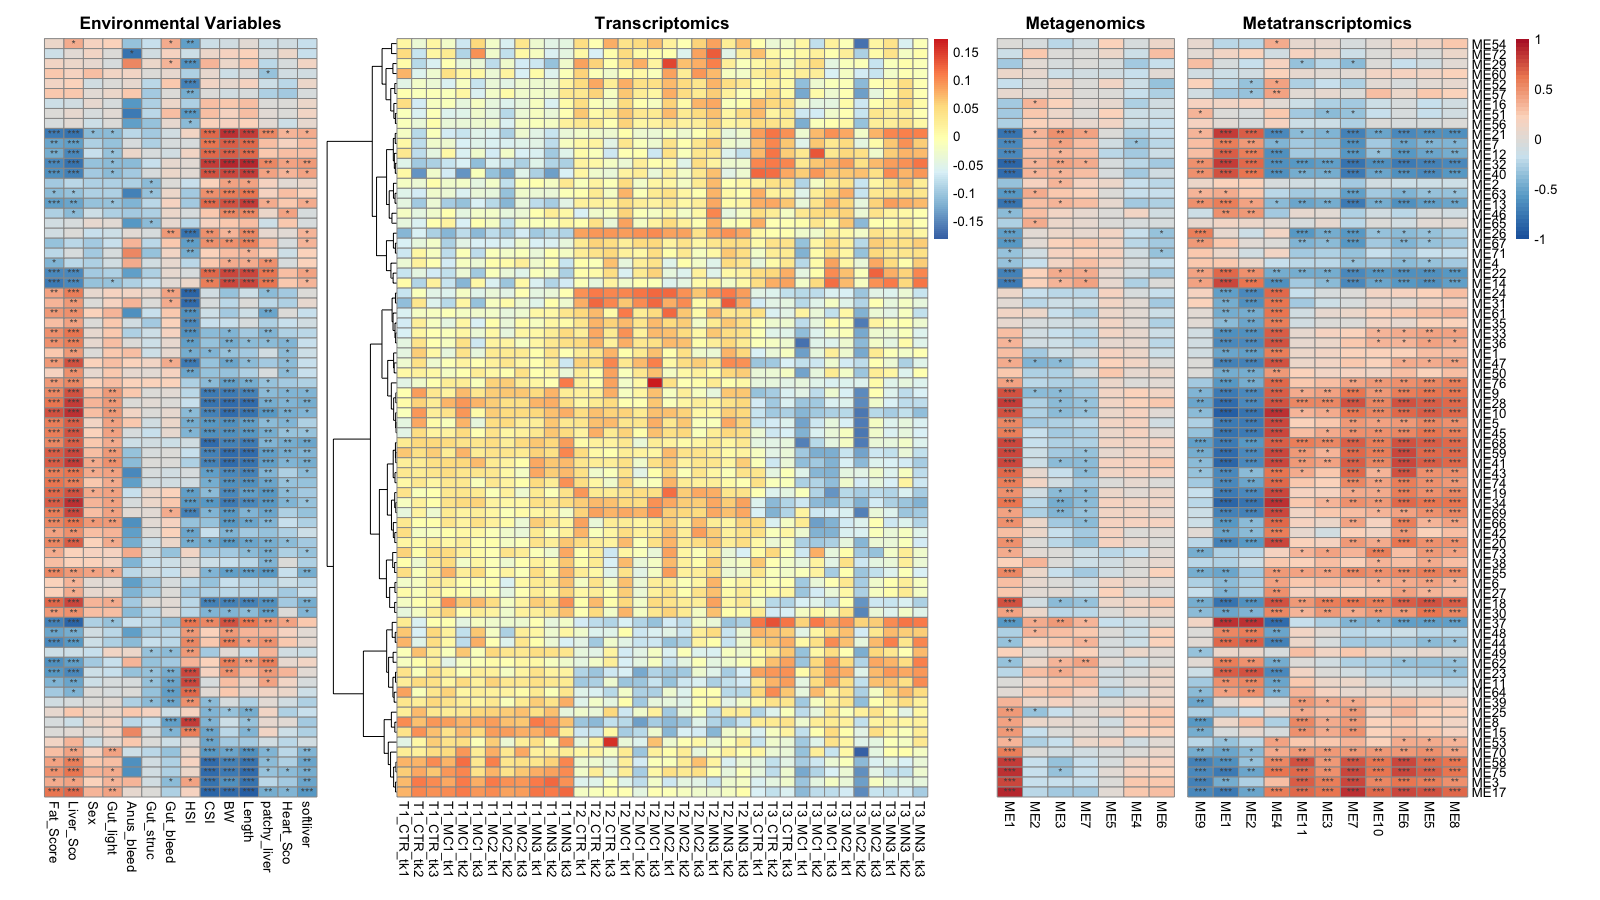 Environmental Variables
Transcriptomics
Metagenomics
Metatranscriptomics
0.15
0.1
0.05
0
-0.05
-0.1
-0.15
ME54
ME72
ME29
ME60
ME52
ME57
ME16
ME51
ME56
ME21
ME7
ME12
ME32
ME40
ME2
ME63
ME13
ME46
ME65
ME26
ME67
ME71
ME4
ME22
ME14
ME24
ME31
ME61
ME35
ME33
ME36
ME1
ME47
ME50
ME76
ME9
ME28
ME10
ME5
ME45
ME68
ME59
ME41
ME43
ME74
ME19
ME34
ME69
ME66
ME42
ME20
ME73
ME38
ME55
ME6
ME27
ME18
ME30
ME37
ME48
ME44
ME49
ME62
ME23
ME11
ME64
ME39
ME25
ME8
ME15
ME53
ME70
ME58
ME75
ME3
ME17
1
0.5
0
-0.5
-1
Fat_Score
Liver_Sco
Sex
Gut_light
Anus_bleed
Gut_struc
Gut_bleed
HSI
CSI
BW
Length
patchy_liver
Heart_Sco
softliver
T1_CTR_tk1
T1_CTR_tk2
T1_CTR_tk3
T1_MC1_tk1
T1_MC1_tk2
T1_MC1_tk3
T1_MC2_tk1
T1_MC2_tk2
T1_MC2_tk3
T1_MN3_tk1
T1_MN3_tk2
T1_MN3_tk3
T2_CTR_tk1
T2_CTR_tk2
T2_CTR_tk3
T2_MC1_tk1
T2_MC1_tk2
T2_MC1_tk3
T2_MC2_tk1
T2_MC2_tk2
T2_MC2_tk3
T2_MN3_tk1
T2_MN3_tk2
T2_MN3_tk3
T3_CTR_tk1
T3_CTR_tk2
T3_CTR_tk3
T3_MC1_tk1
T3_MC1_tk2
T3_MC1_tk3
T3_MC2_tk1
T3_MC2_tk2
T3_MC2_tk3
T3_MN3_tk1
T3_MN3_tk2
T3_MN3_tk3
ME1
ME2
ME3
ME7
ME5
ME4
ME6
ME9
ME1
ME2
ME4
ME11
ME3
ME7
ME10
ME6
ME5
ME8